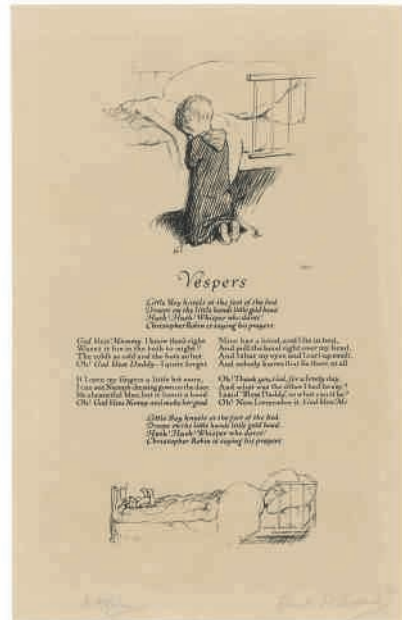 Vespers
Little Boy kneels at the foot of the bed
Droops on the little hands little gold head
Hush! Hush! Whisper who dares!
Christopher Robin is saying his prayers
God bless Mummy. I know that's right
Wasn't it fun in the bath to-night?
The cold's so cold and the hot's so hot
Oh! God bless Daddy – I quite forgot
If I open my fingers a little bit more,
I can see Nanny's dressing-gown on the door
It's a beautiful blue, but it hasn't a hood.
Oh! God bless Nanny and make her good
Mine has a hood, and I lie in bed,
And pull the hood right over my head,
And I shut my eyes and I curl up small,
And nobody knows that I'm there at all
Oh! Thank you, God, for a lovely day.
And what was the other I had to say?
I said "Bless Daddy," so what can it be?
Oh! Now I remember it. God bless Me
Little Boy kneels at the foot of the bed.
Droops on the little hands little gold head.
Hush! Hush! Whisper who dares!
Christopher Robin is saying his prayers